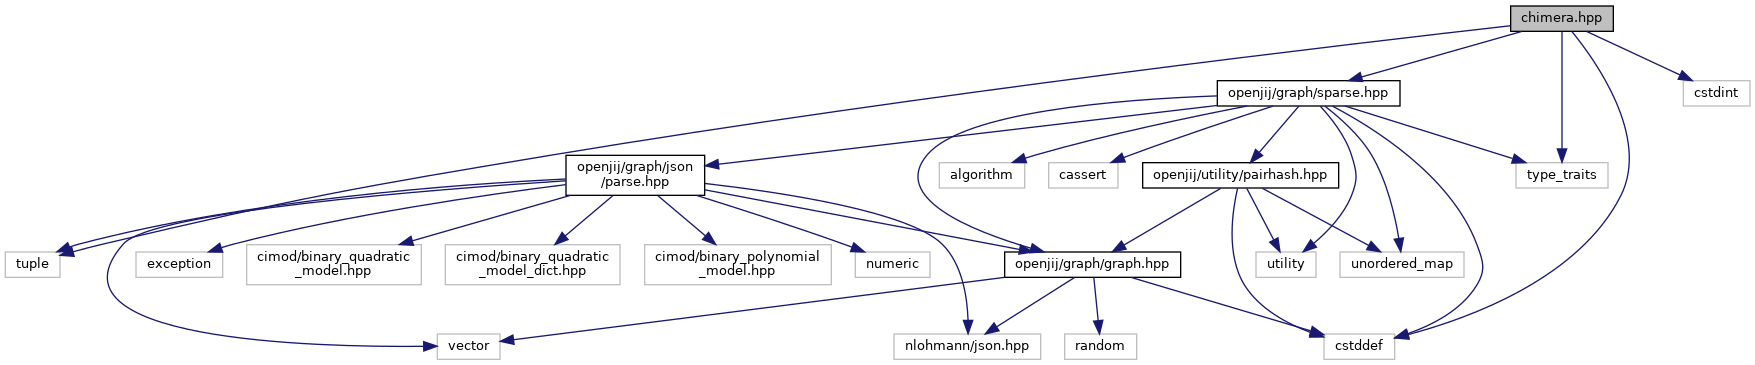 chimera.hpp
openjij/graph/sparse.hpp
cstdint
openjij/graph/json
/parse.hpp
algorithm
cassert
openjij/utility/pairhash.hpp
type_traits
tuple
exception
cimod/binary_quadratic
_model.hpp
cimod/binary_quadratic
_model_dict.hpp
cimod/binary_polynomial
_model.hpp
numeric
openjij/graph/graph.hpp
utility
unordered_map
vector
nlohmann/json.hpp
random
cstddef